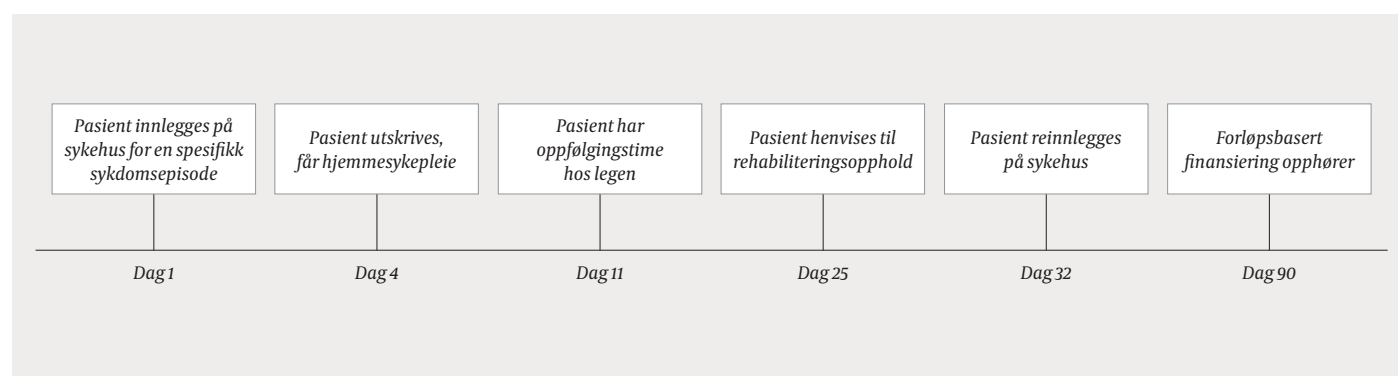 Pasient innlegges på
sykehus for en spesifikk
sykdomsepisode
Pasient utskrives,
får hjemmesykepleie
Pasient har
oppfølgingstime
hos legen
Pasient henvises til
rehabiliteringsopphold
Pasient reinnlegges
på sykehus
Forløpsbasert
finansiering opphører
Dag 1
Dag 4
Dag 11
Dag 25
Dag 32
Dag 90